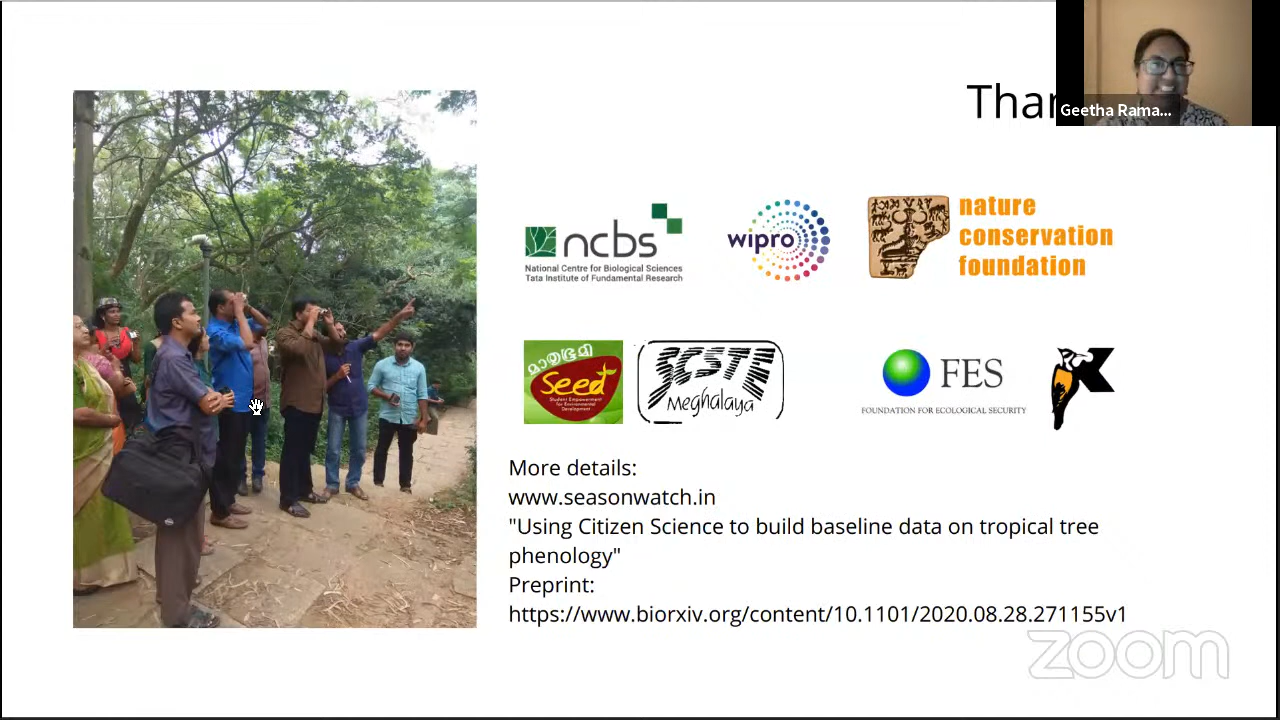 Than
Geetha Rama...
ncbs
National Centre for Biological Sciences
Tata Institute of Fundamental Research
wipro
nature
conservation
foundation
മാതൃഭൂമി
Seed
Student Empowerment
for Environmental
Development
SCSTE
Meghalaya
FES
FOUNDATION FOR ECOLOGICAL SECURITY
More details:
www.seasonwatch.in
"Using Citizen Science to build baseline data on tropical tree
phenology"
Preprint:
https://www.biorxiv.org/content/10.1101/2020.08.28.271155v1
zoom